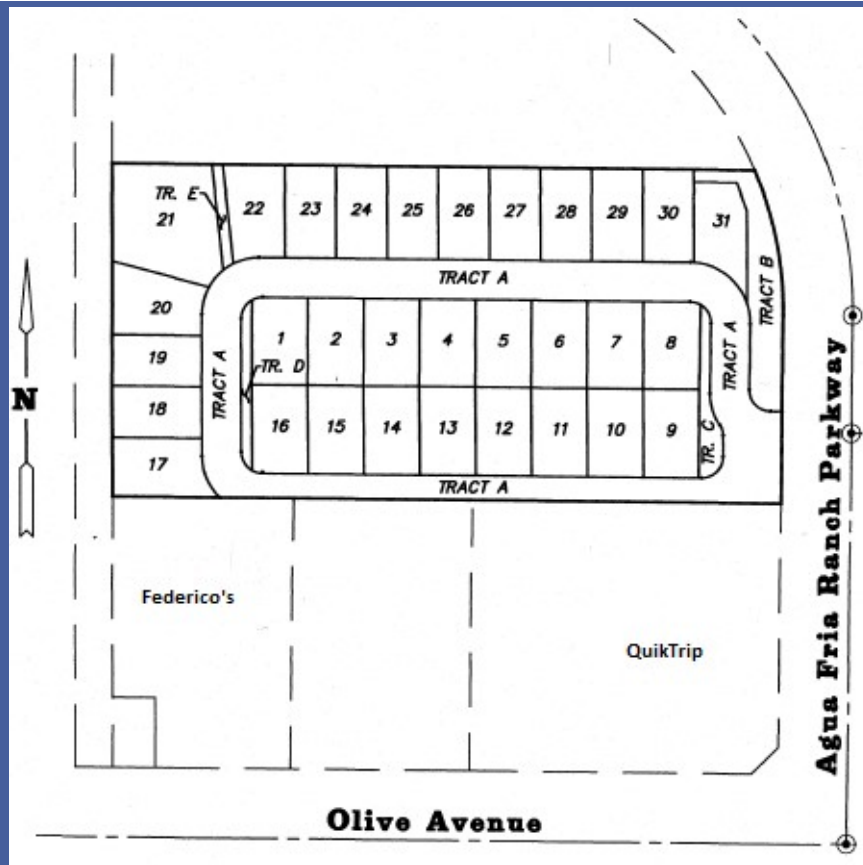 TR. E
21
22
23
24
25
26
27
28
29
30
31
TRACT A
TRACT B
20
19
18
17
TRACT A
TR. D
1
2
3
4
5
6
7
8
TRACT A
16
15
14
13
12
11
10
9
TR. C
TRACT A
N
Federico's
QuikTrip
Agua Fria Ranch Parkway
Olive Avenue